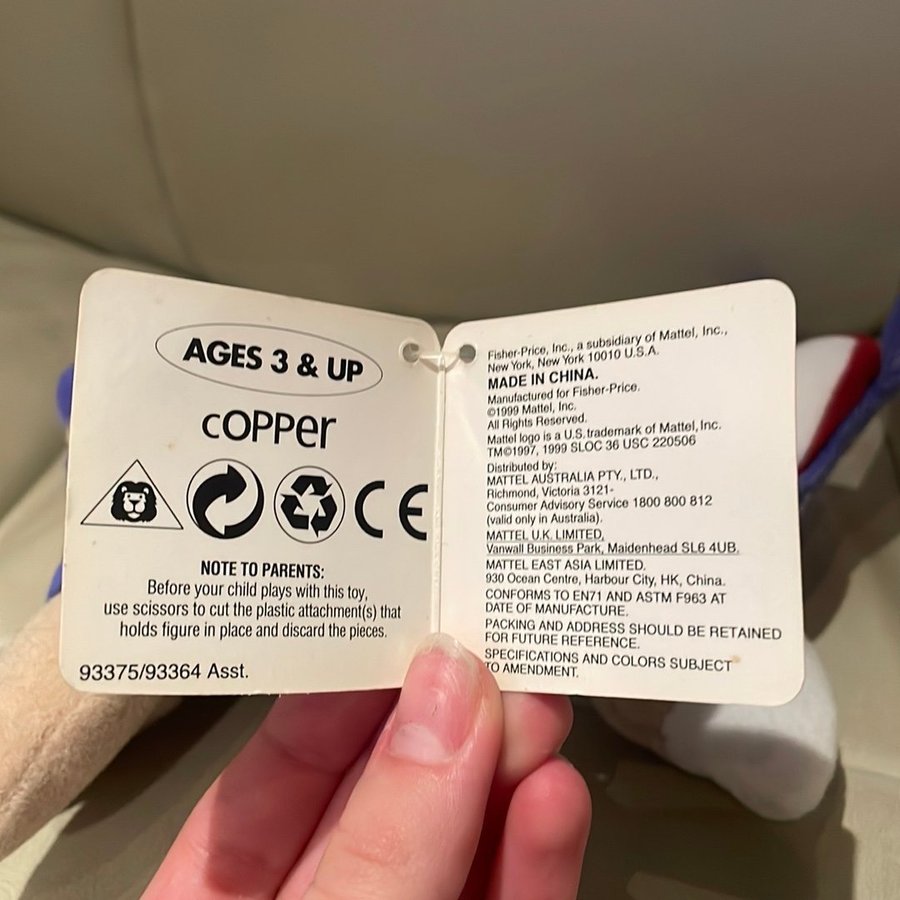 AGES 3 & UP
COPPer
CE
NOTE TO PARENTS:
Before your child plays with this toy,
use scissors to cut the plastic attachment(s) that
holds figure in place and discard the pieces.
93375/93364 Asst.
Fisher-Price, Inc., a subsidiary of Mattel, Inc.,
New York, New York 10010 U.S.A.
MADE IN CHINA.
Manufactured for Fisher-Price.
©1999 Mattel, Inc.
All Rights Reserved.
Mattel logo is a U.S. trademark of Mattel, Inc.
TM©1997, 1999 SLOC 36 USC 220506
Distributed by:
MATTEL AUSTRALIA PTY., LTD.,
Richmond, Victoria 3121-
Consumer Advisory Service 1800 800 812
(valid only in Australia).
MATTEL U.K. LIMITED,
Vanwall Business Park, Maidenhead SL6 4UB.
MATTEL EAST ASIA LIMITED.
930 Ocean Centre, Harbour City, HK, China.
CONFORMS TO EN71 AND ASTM F963 AT
DATE OF MANUFACTURE.
PACKING AND ADDRESS SHOULD BE RETAINED
FOR FUTURE REFERENCE.
SPECIFICATIONS AND COLORS SUBJECT
TO AMENDMENT.